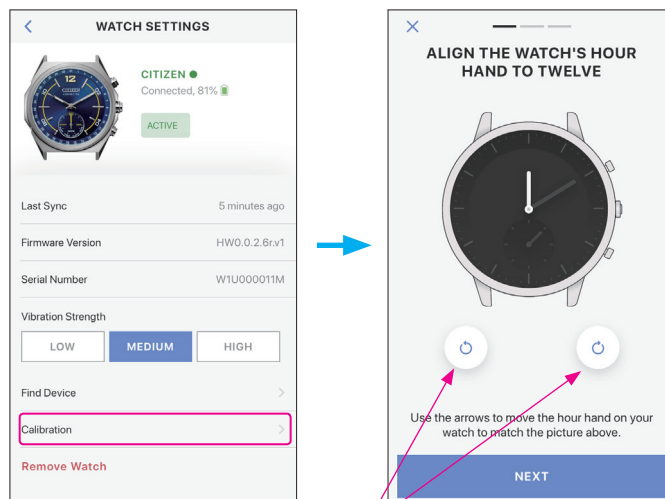 WATCH SETTINGS
12
CITIZEN
CITIZEN
Connected, 81%
ACTIVE
Last Sync
5 minutes ago
Firmware Version
HW0.0.2.6r.v1
Serial Number
W1U000011M
Vibration Strength
LOW
MEDIUM
HIGH
Find Device
Calibration
Remove Watch
ALIGN THE WATCH'S HOUR
HAND TO TWELVE
Use the arrows to move the hour hand on your
watch to match the picture above.
NEXT